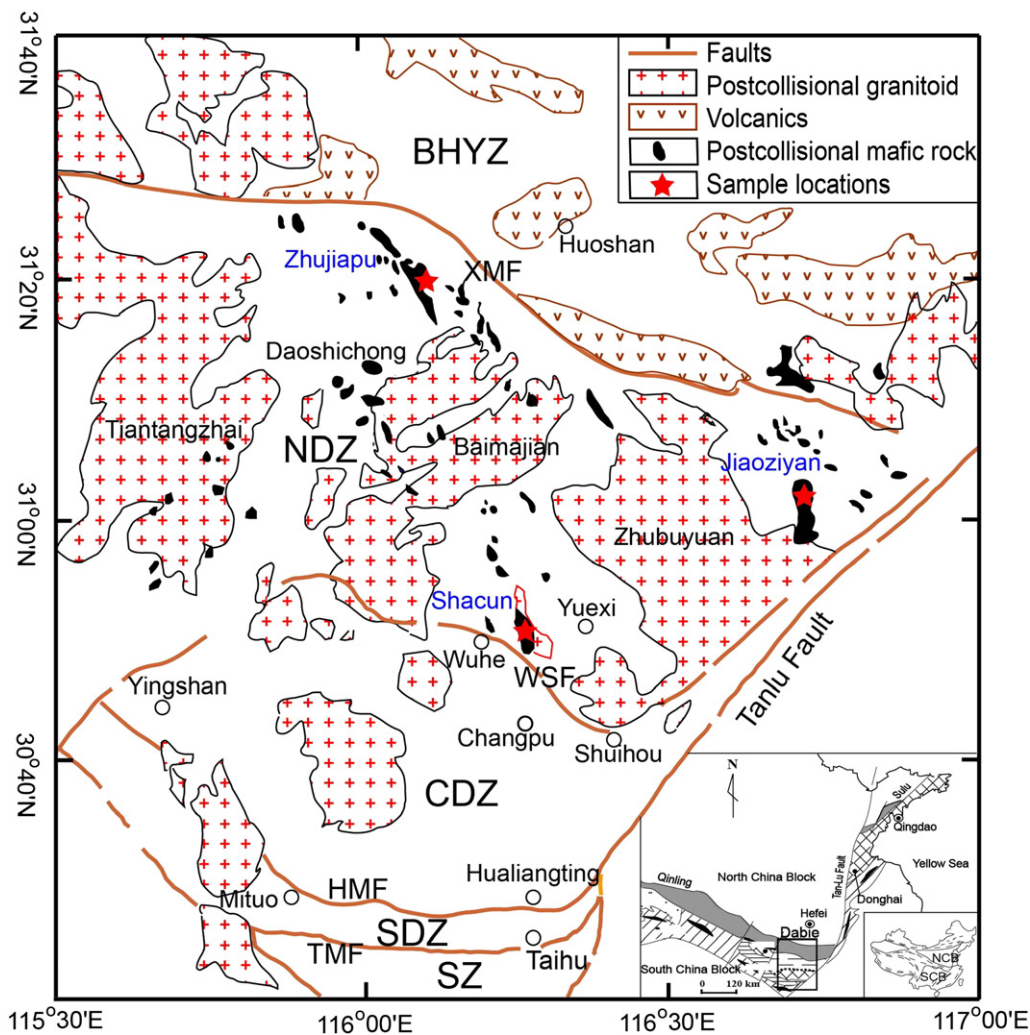 31°40'N
31°20'N
31°00'N
30°40'N
115°30'E
116°00'E
116°30'E
117°00'E
Faults
Postcollisional granitoid
Volcanics
Postcollisional mafic rock
Sample locations
BHYZ
Huoshan
Zhujiapu
XMF
Daoshichong
Tiantangzhai
NDZ
Baimajian
Jiaoziyan
Zhubuyuan
Shacun
Yuexi
Wuhe
WSF
Tanlu Fault
Yingshan
Changpu
Shuihou
CDZ
Hualiangting
HMF
Mituo
SDZ
TMF
Taihu
SZ
N
Sulu
Qingdao
Tan-Lu Fault
Yellow Sea
North China Block
Qinling
Donghai
Hefei
Dabie
South China Block
0 120 km
NCB
SCB